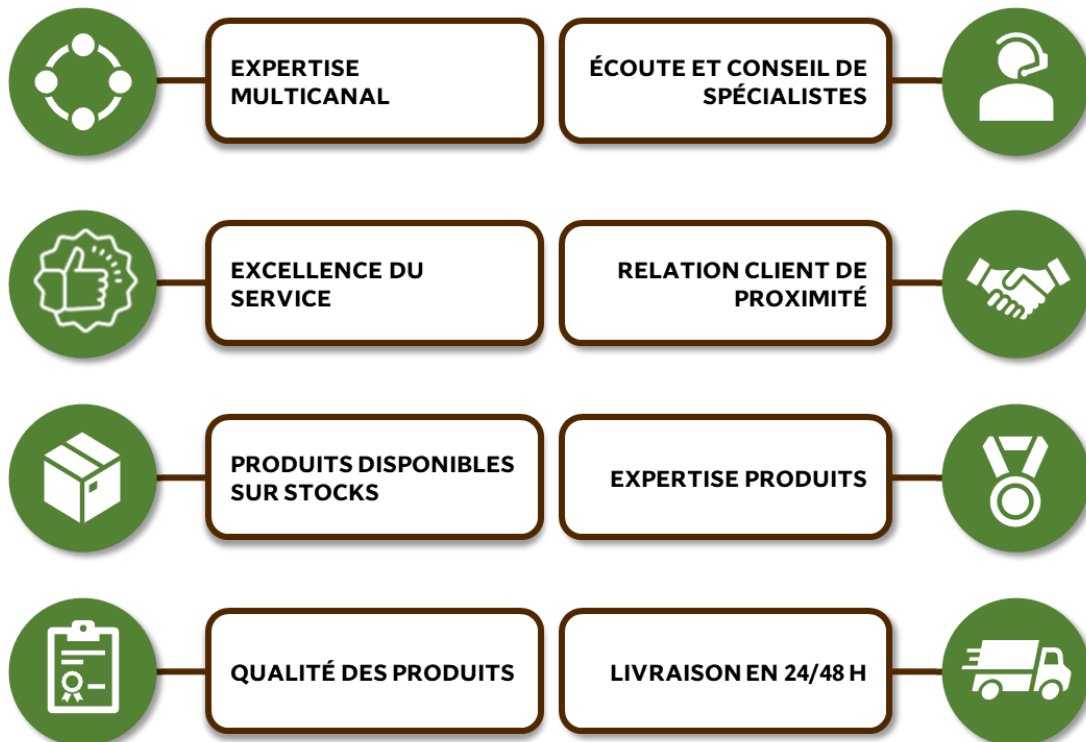 EXPERTISE
MULTICANAL
ÉCOUTE ET CONSEIL DE
SPÉCIALISTES
EXCELLENCE DU
SERVICE
RELATION CLIENT DE
PROXIMITÉ
PRODUITS DISPONIBLES
SUR STOCKS
EXPERTISE PRODUITS
QUALITÉ DES PRODUITS
LIVRAISON EN 24/48 H